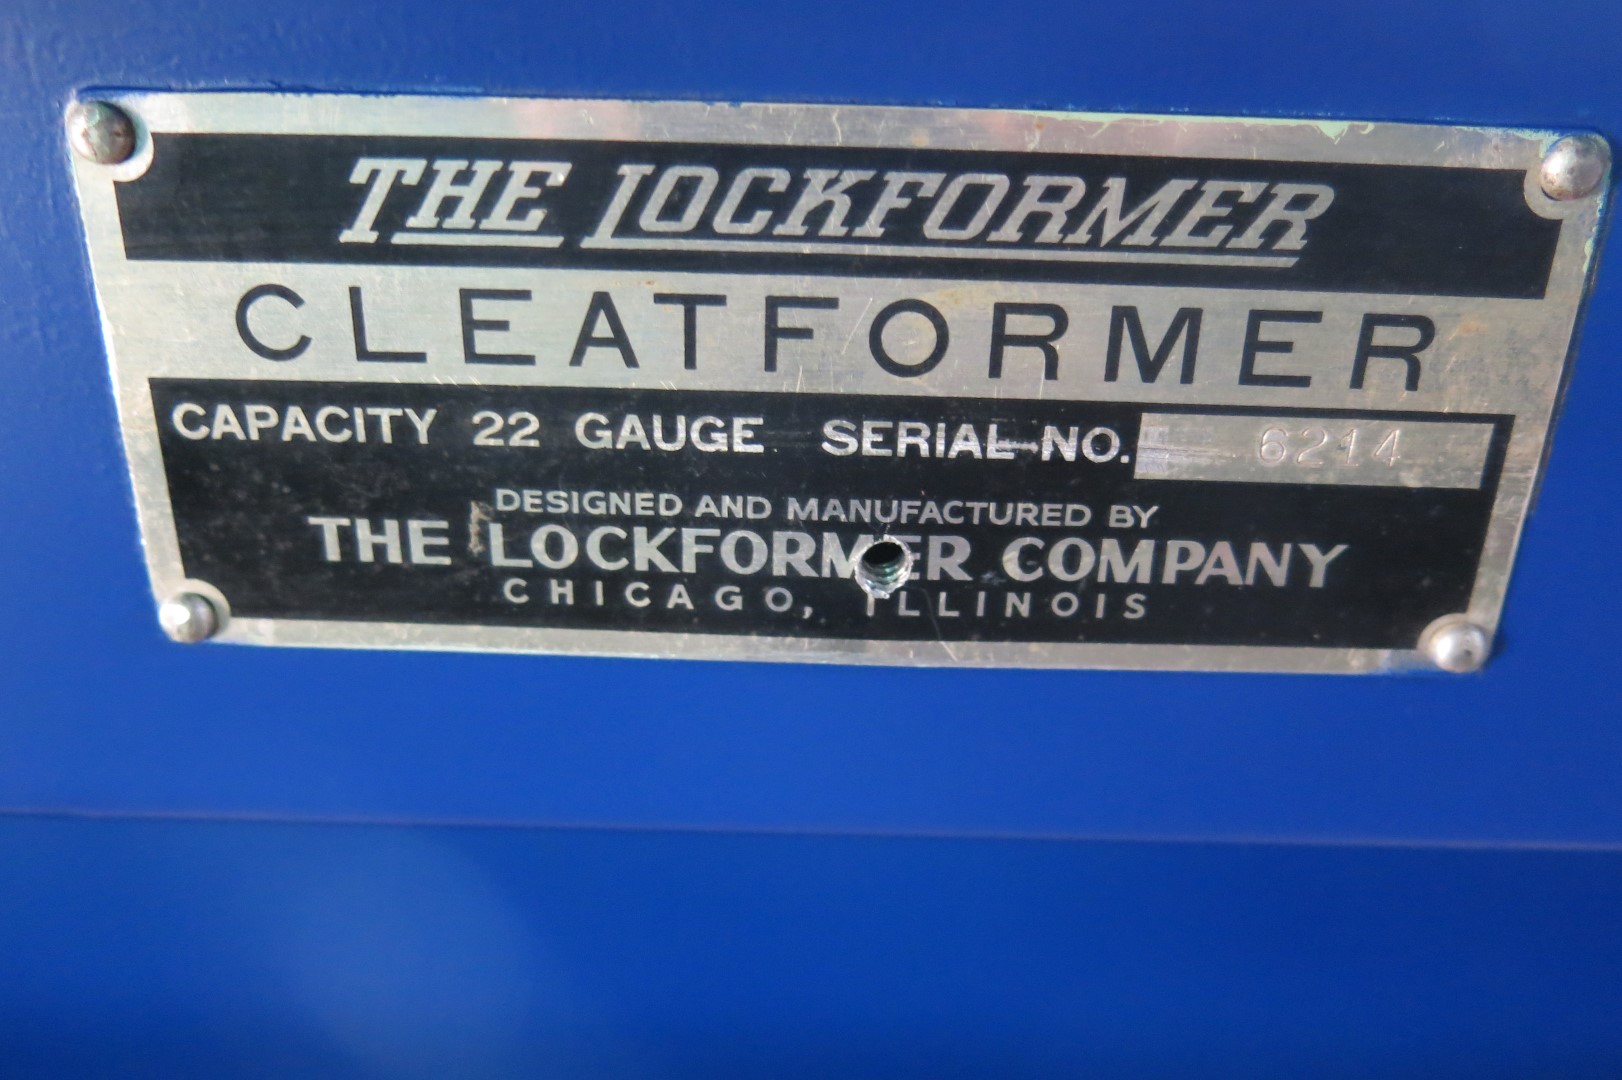 THE LOCKFORMER
CLEATFORMER
CAPACITY 22 GAUGE SERIAL NO. 6214
DESIGNED AND MANUFACTURED BY
THE LOCKFORMER COMPANY
CHICAGO, ILLINOIS